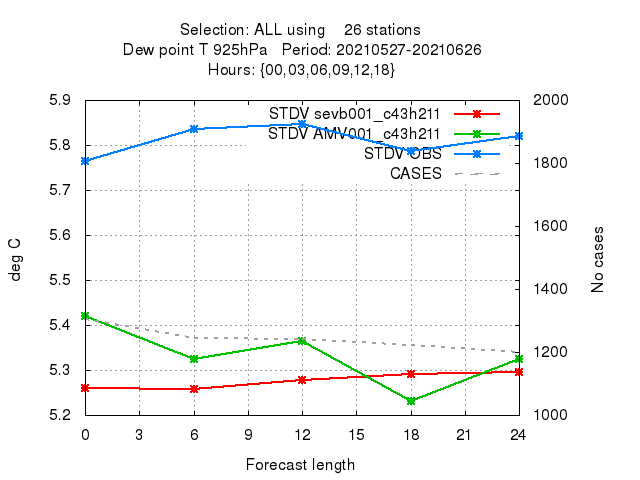 Selection: ALL using 26 stations
Dew point T 925hPa Period: 20210527-20210626
Hours: {00,03,06,09,12,18}
STDV sevb001_c43h211
STDV AMV001_c43h211
STDV OBS
CASES
5.9
5.8
5.7
5.6
5.5
5.4
5.3
5.2
deg C
2000
1800
1600
1400
1200
1000
No cases
0 3 6 9 12 15 18 21 24
Forecast length